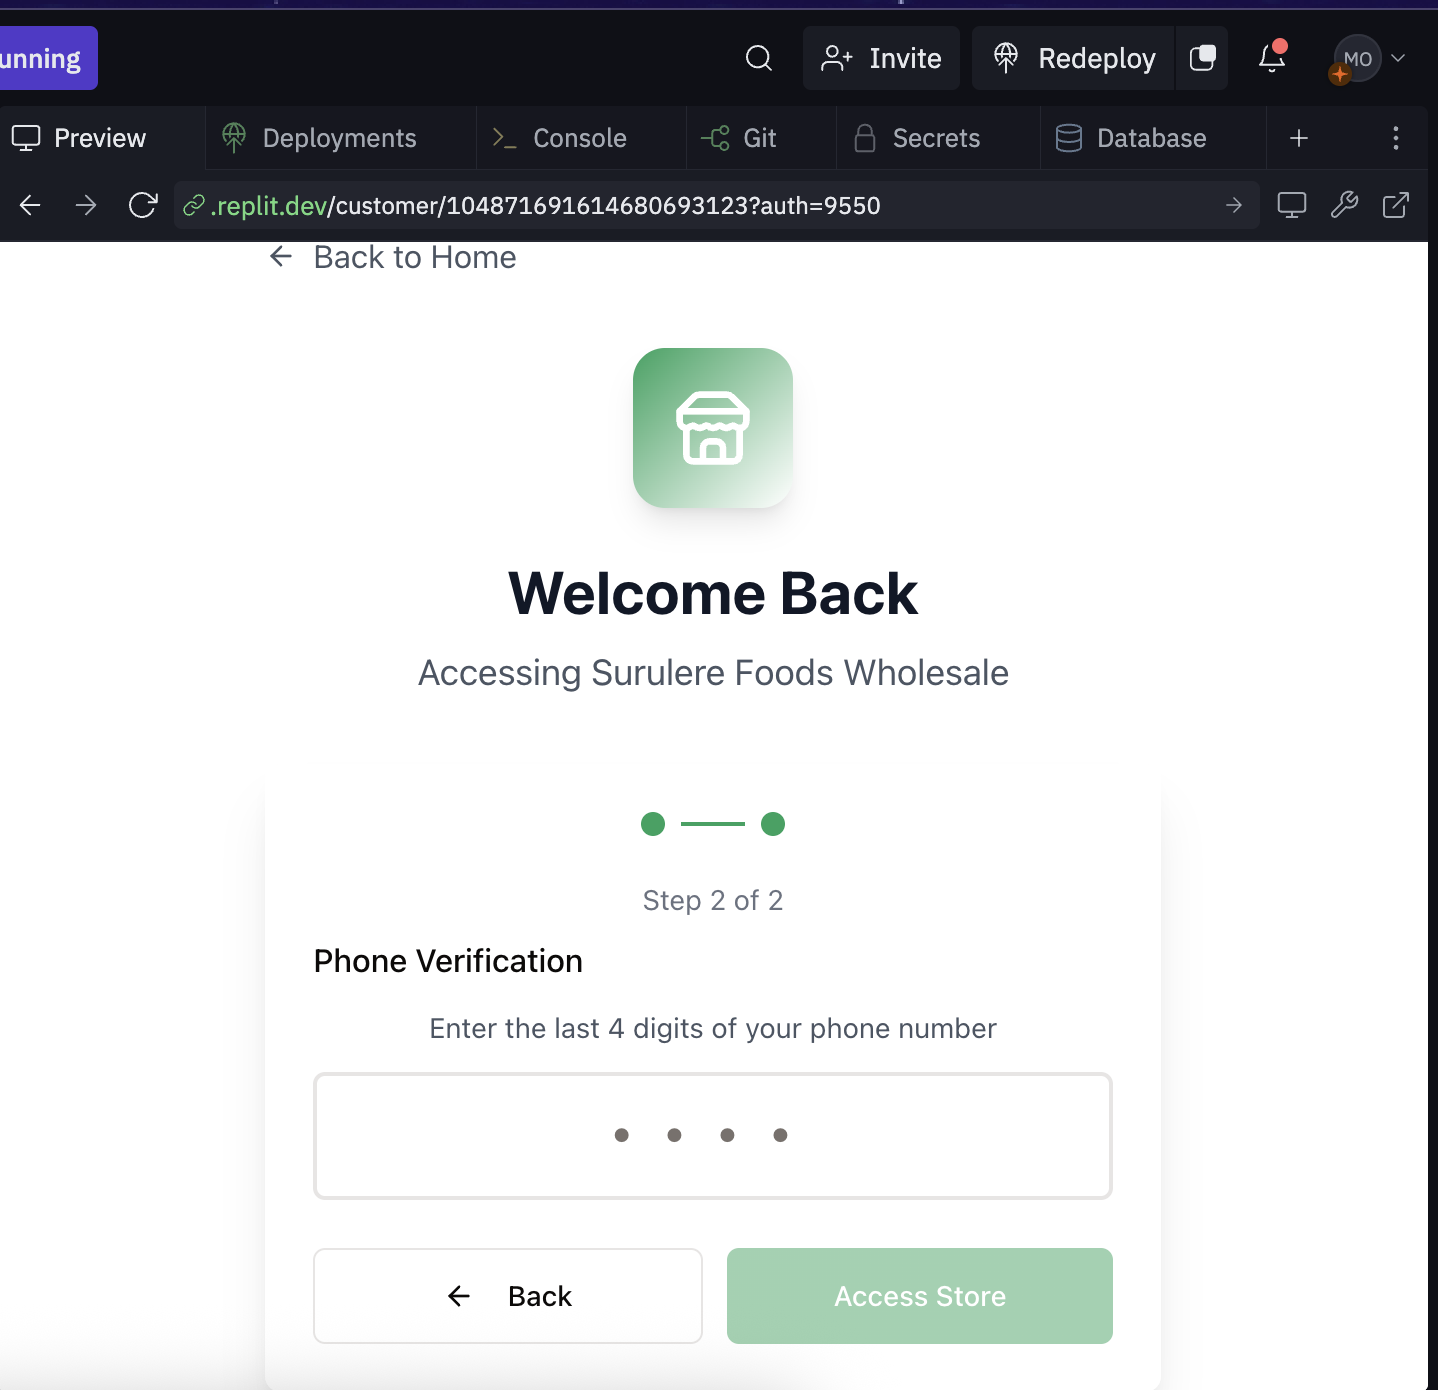 unning
Invite
Redeploy
MO
Preview
Deployments
Console
Git
Secrets
Database
.replit.dev/customer/104871691614680693123?auth=9550
Back to Home
Welcome Back
Accessing Surulere Foods Wholesale
Step 2 of 2
Phone Verification
Enter the last 4 digits of your phone number
Back
Access Store